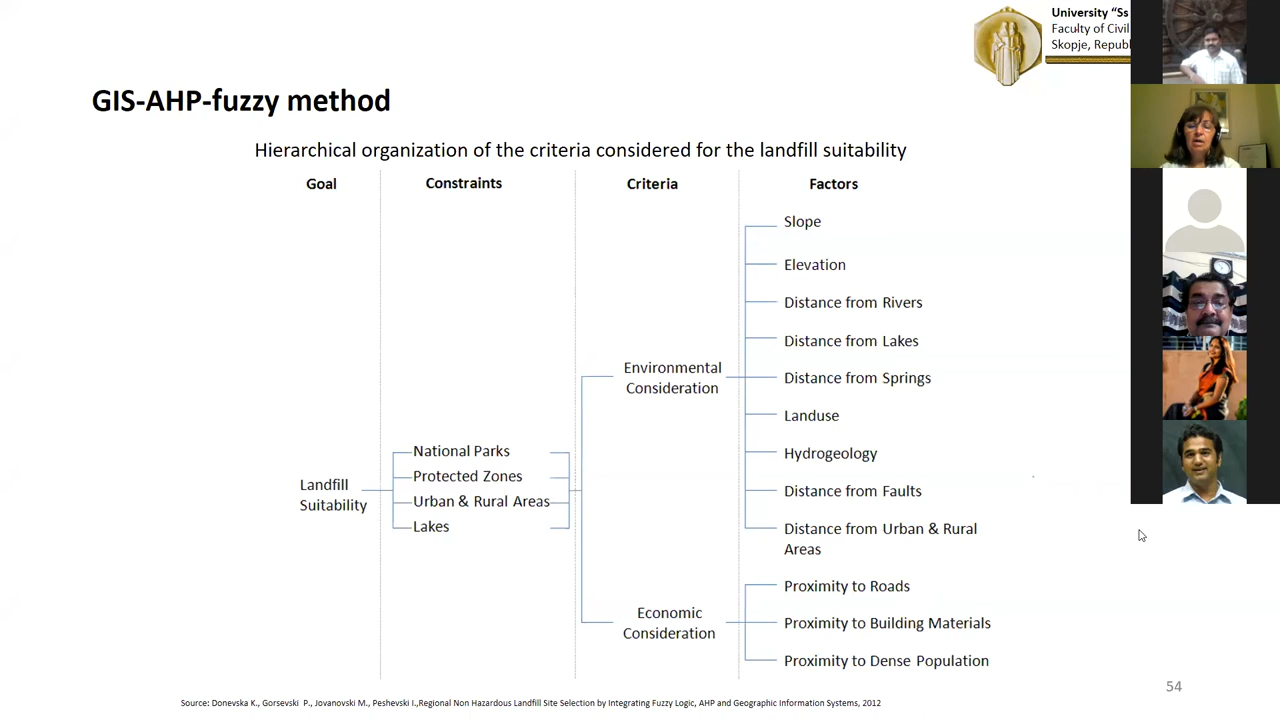 University “Ss
Faculty of Civil
Skopje, Republ
GIS-AHP-fuzzy method
Hierarchical organization of the criteria considered for the landfill suitability
Goal
Constraints
Criteria
Factors
Slope
Elevation
Distance from Rivers
Distance from Lakes
Environmental
Consideration
Distance from Springs
Landuse
National Parks
Hydrogeology
Protected Zones
Landfill
Suitability
Distance from Faults
Urban & Rural Areas
Lakes
Distance from Urban & Rural
Areas
Proximity to Roads
Economic
Consideration
Proximity to Building Materials
Proximity to Dense Population
54
Source: Donevska K., Gorsevski  P., Jovanovski M., Peshevski I.,Regional Non Hazardous Landfill Site Selection by Integrating Fuzzy Logic, AHP and Geographic Information Systems, 2012